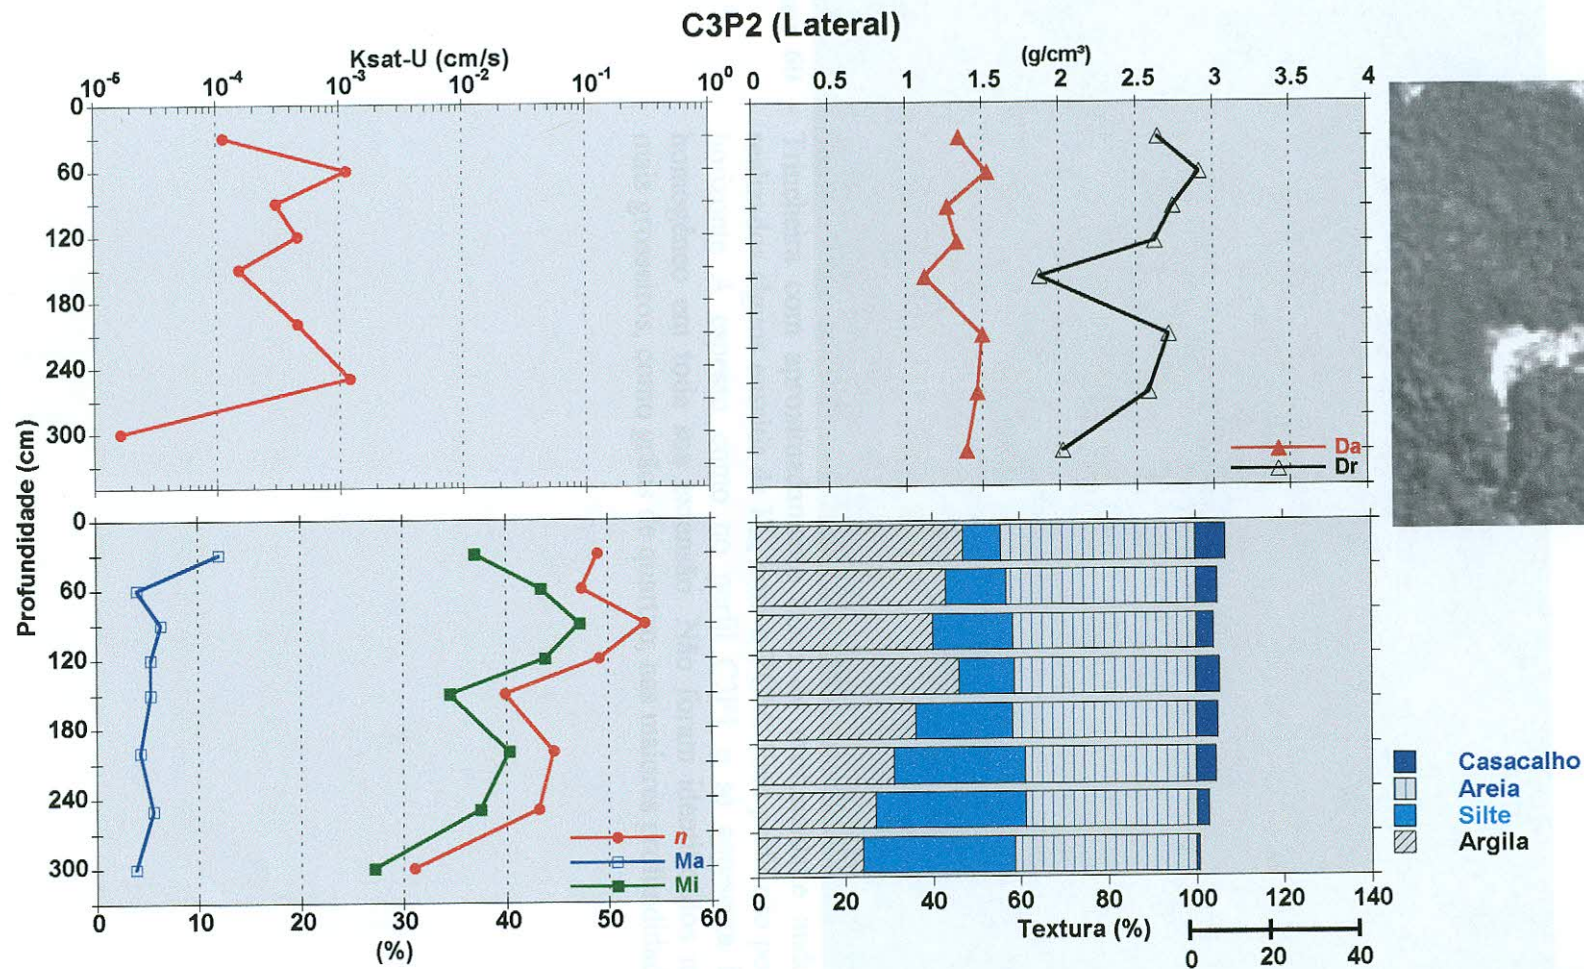 C3P2 (Lateral)
Ksat-U (cm/s)
10⁻⁵ 10⁻⁴ 10⁻³ 10⁻² 10⁻¹ 10⁰
(g/cm³)
0 0.5 1 1.5 2 2.5 3 3.5 4
Profundidade (cm)
0
60
120
180
240
300
Da
Dr
0
60
120
180
240
300
n
Ma
Mi
0 10 20 30 40 50 60
(%)
Casacalho
Areia
Silte
Argila
0 20 40 60 80 100 120 140
Textura (%)
0 20 40